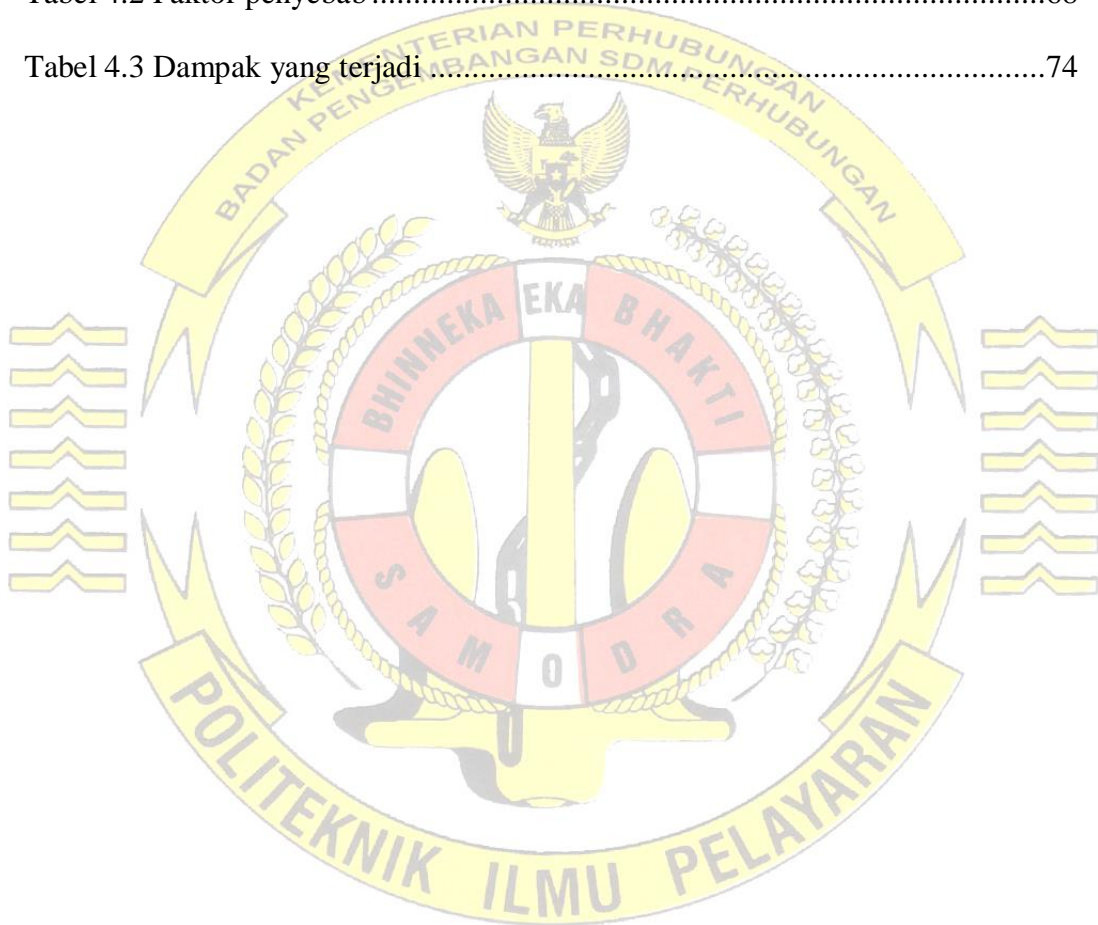 Tabel 4.2 Faktor penyebab
Tabel 4.3 Dampak yang terjadi ..........................................................................74
KEMENTERIAN PERHUBUNGAN
BADAN PENGEMBANGAN SDM PERHUBUNGAN
BHINNEKA EKA BHAKTI
SAMODRA
POLITEKNIK ILMU PELAYARAN